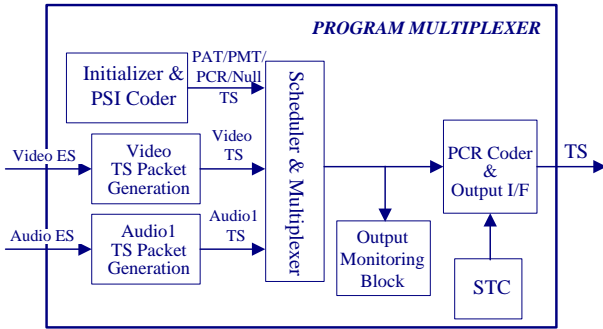 PROGRAM MULTIPLEXER
Initializer &
PSI Coder
PAT/PMT/
PCR/Null
TS
Scheduler & Multiplexer
Video ES
Video
TS Packet
Generation
Video
TS
Audio ES
Audio1
TS Packet
Generation
Audio1
TS
Output
Monitoring
Block
PCR Coder
&
Output I/F
TS
STC